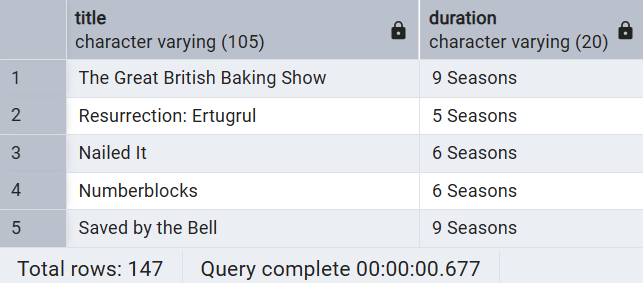 title duration
character varying (105) character varying (20)
1 The Great British Baking Show 9 Seasons
2 Resurrection: Ertugrul 5 Seasons
3 Nailed It 6 Seasons
4 Numberblocks 6 Seasons
5 Saved by the Bell 9 Seasons
Total rows: 147 Query complete 00:00:00.677